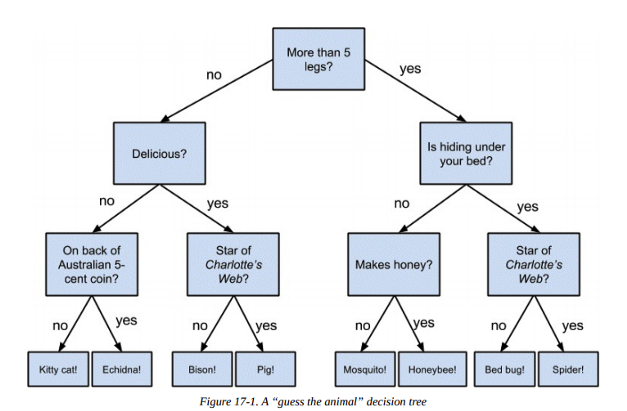 More than 5
legs?
no
yes
Delicious?
Is hiding under
your bed?
no
yes
no
yes
On back of
Australian 5-
cent coin?
Star of
Charlotte's
Web?
Makes honey?
Star of
Charlotte's
Web?
no
yes
no
yes
no
yes
no
yes
Kitty cat!
Echidna!
Bison!
Pig!
Mosquito!
Honeybee!
Bed bug!
Spider!
Figure 17-1. A “guess the animal” decision tree